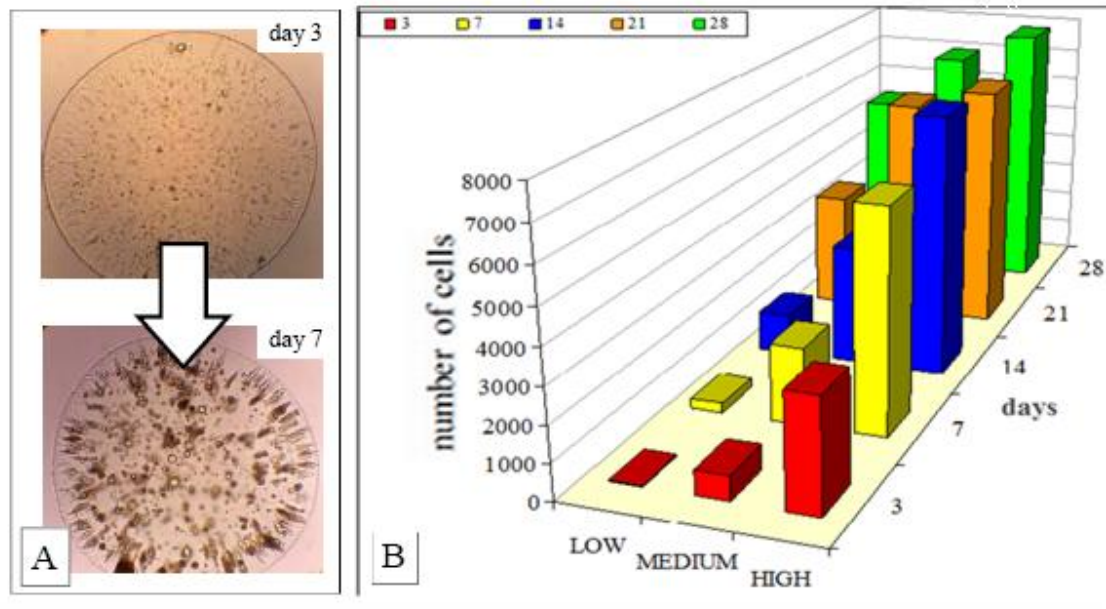 day 3
day 7
A
3 7 14 21 28
8000
7000
6000
5000
4000
3000
2000
1000
0
number of cells
LOW
MEDIUM
HIGH
3
7
14
21
28
days
B